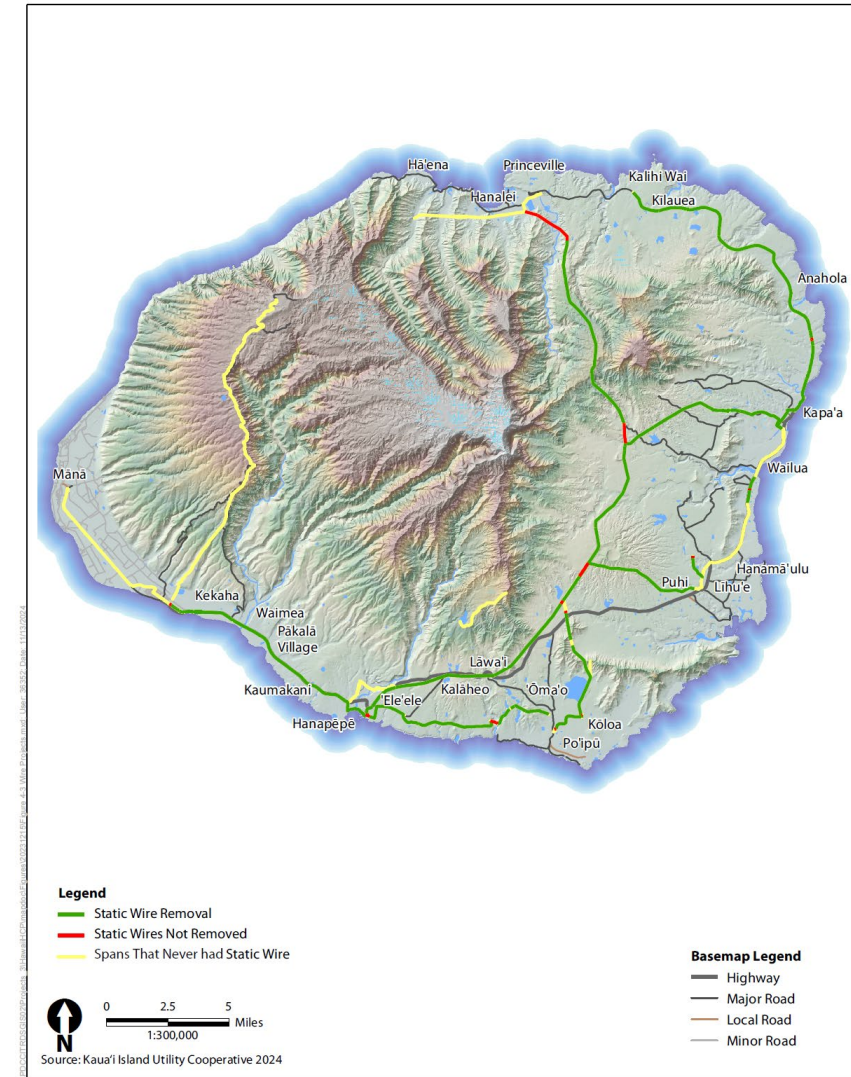 Hā'ena
Princeville
Kalihi Wai
Hanalei
Kīlauea
Anahola
Kapa'a
Wailua
Mānā
Hanamā'ulu
Puhi
Līhu'e
Kekaha
Waimea
Pākalā
Village
Lāwa'i
Kaumakani
'Ele'ele
Kalāheo
'Ōma'o
Hanapēpē
Kōloa
Po'ipū
Legend
Static Wire Removal
Static Wires Not Removed
Spans That Never had Static Wire
Basemap Legend
Highway
Major Road
Local Road
Minor Road
N
0 2.5 5
Miles
1:300,000
Source: Kaua'i Island Utility Cooperative 2024